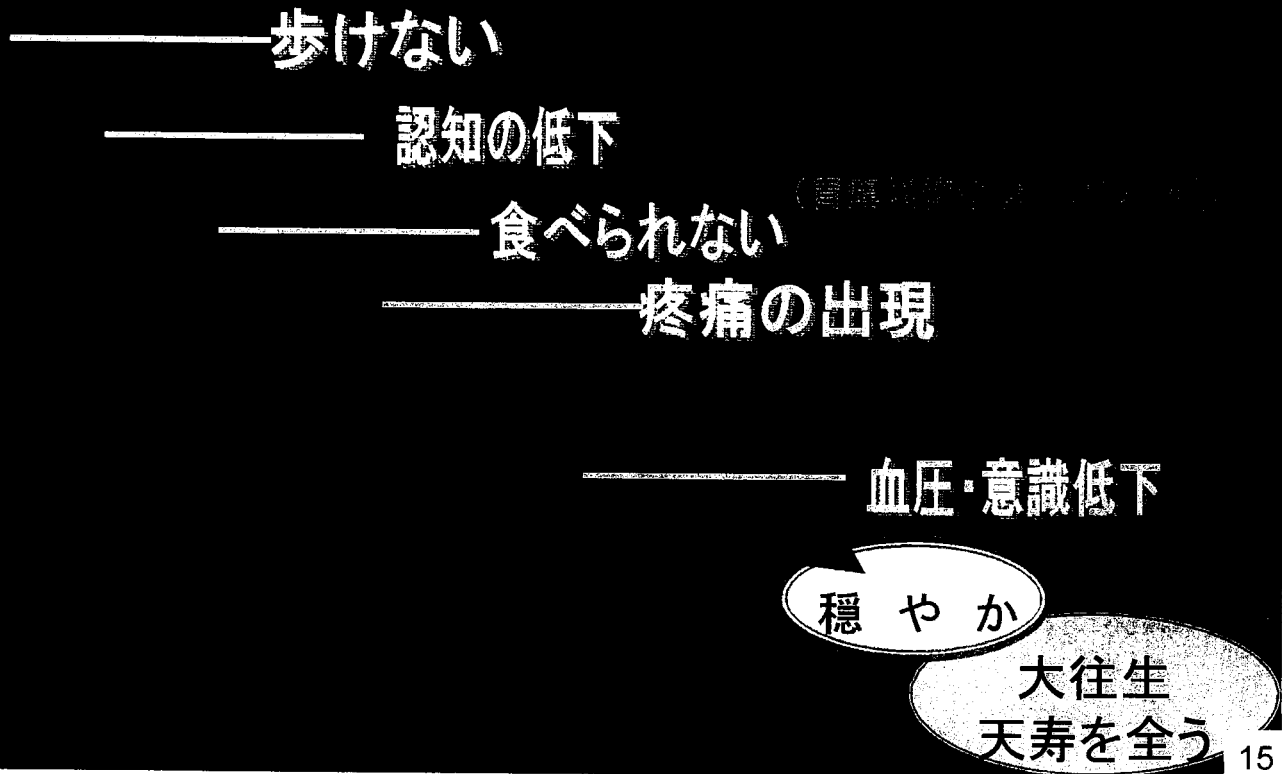 歩けない
認知の低下
食べられない
疼痛の出現
血圧・意識低下
穏やか
大往生
天寿を全う
15